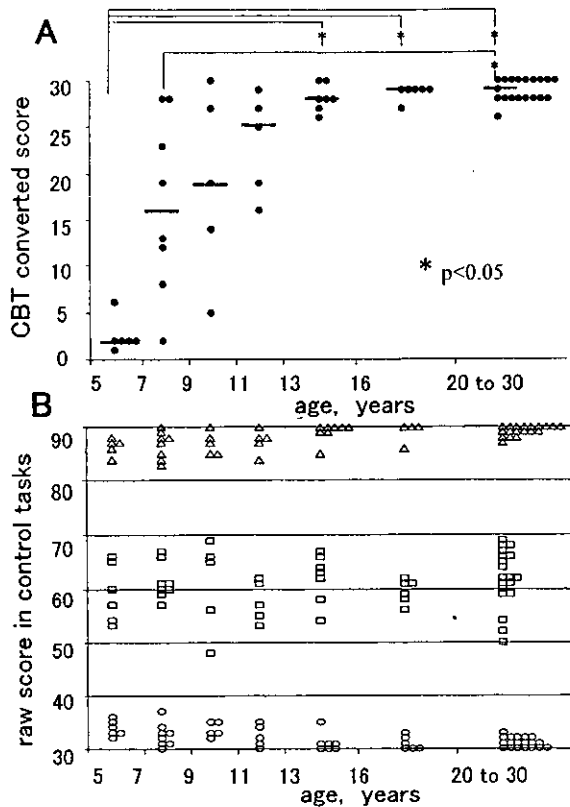 A
* * *
*
30
25
20
15
10
5
0
CBT converted score
* p<0.05
5 7 9 11 13 16 20 to 30
age, years
B
90
80
70
60
50
40
30
raw score in control tasks
5 7 9 11 13 16 20 to 30
age, years